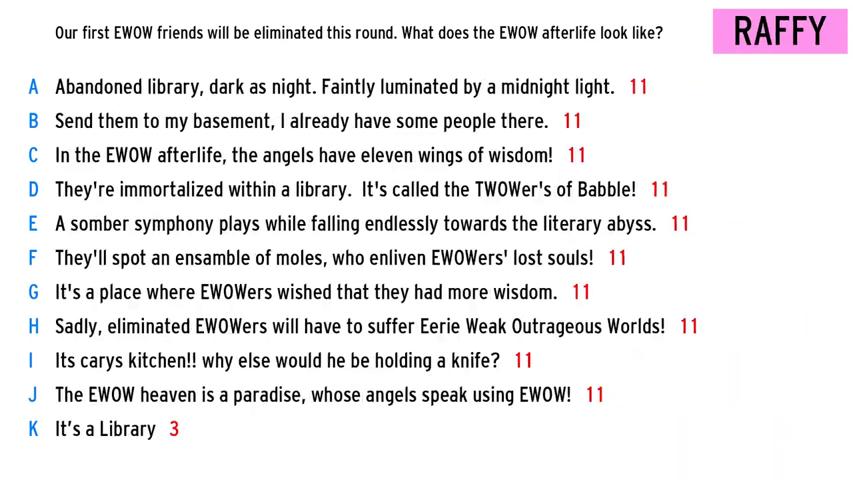 Our first EWOW friends will be eliminated this round. What does the EWOW afterlife look like?
RAFFY
A Abandoned library, dark as night. Faintly luminated by a midnight light. 11
B Send them to my basement, I already have some people there. 11
C In the EWOW afterlife, the angels have eleven wings of wisdom! 11
D They're immortalized within a library. It's called the TWOWer's of Babble! 11
E A somber symphony plays while falling endlessly towards the literary abyss. 11
F They'll spot an ensamble of moles, who enliven EWOWers' lost souls! 11
G It's a place where EWOWers wished that they had more wisdom. 11
H Sadly, eliminated EWOWers will have to suffer Eerie Weak Outrageous Worlds! 11
I Its carys kitchen!! why else would he be holding a knife? 11
J The EWOW heaven is a paradise, whose angels speak using EWOW! 11
K It’s a Library 3